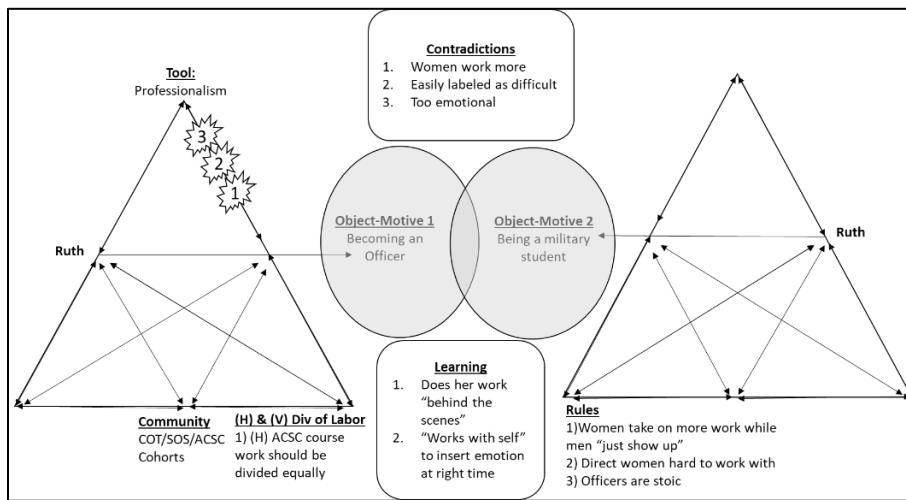 Contradictions
1. Women work more
2. Easily labeled as difficult
3. Too emotional
Tool:
Professionalism
3
2
1
Ruth
Object-Motive 1
Becoming an
Officer
Object-Motive 2
Being a military
student
Ruth
Learning
1. Does her work
“behind the
scenes”
2. “Works with self”
to insert emotion
at right time
Community
COT/SOS/ACSC
Cohorts
(H) & (V) Div of Labor
1) (H) ACSC course
work should be
divided equally
Rules
1)Women take on more work while
men “just show up”
2) Direct women hard to work with
3) Officers are stoic